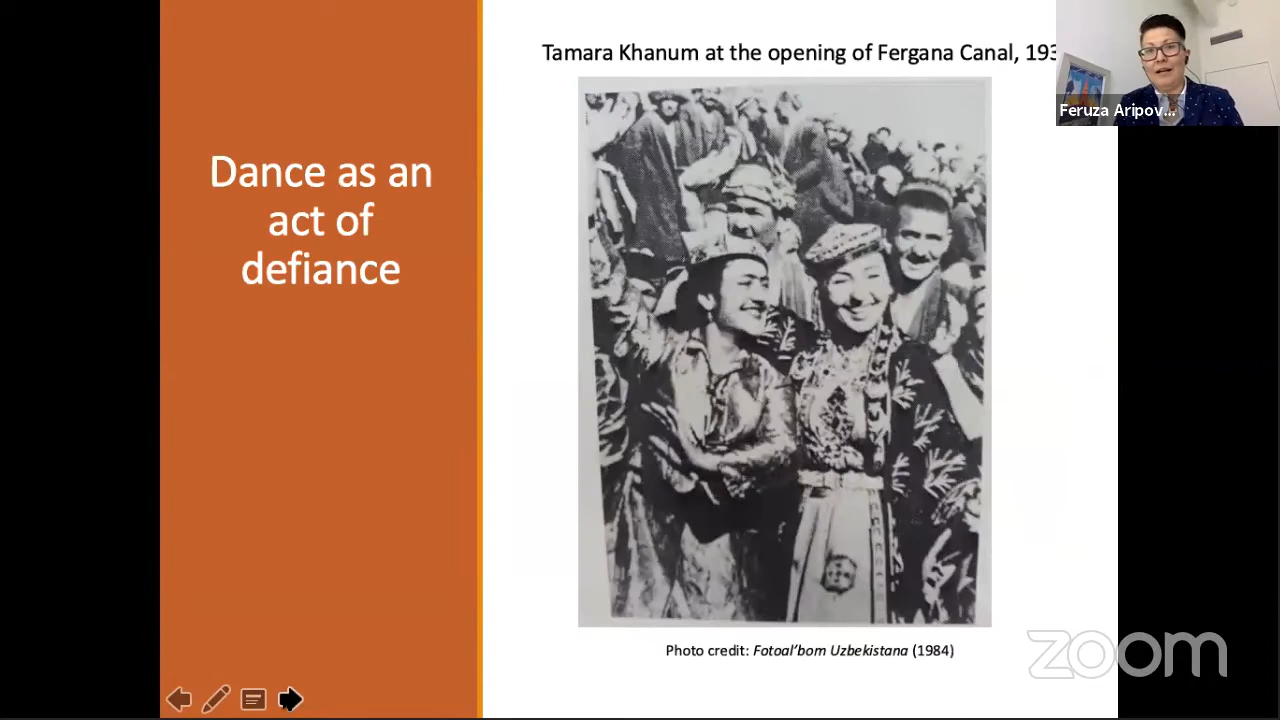 Tamara Khanum at the opening of Fergana Canal, 193
Feruza Aripov...
Dance as an
act of
defiance
Photo credit: Fotoal’bom Uzbekistana (1984)
zoom